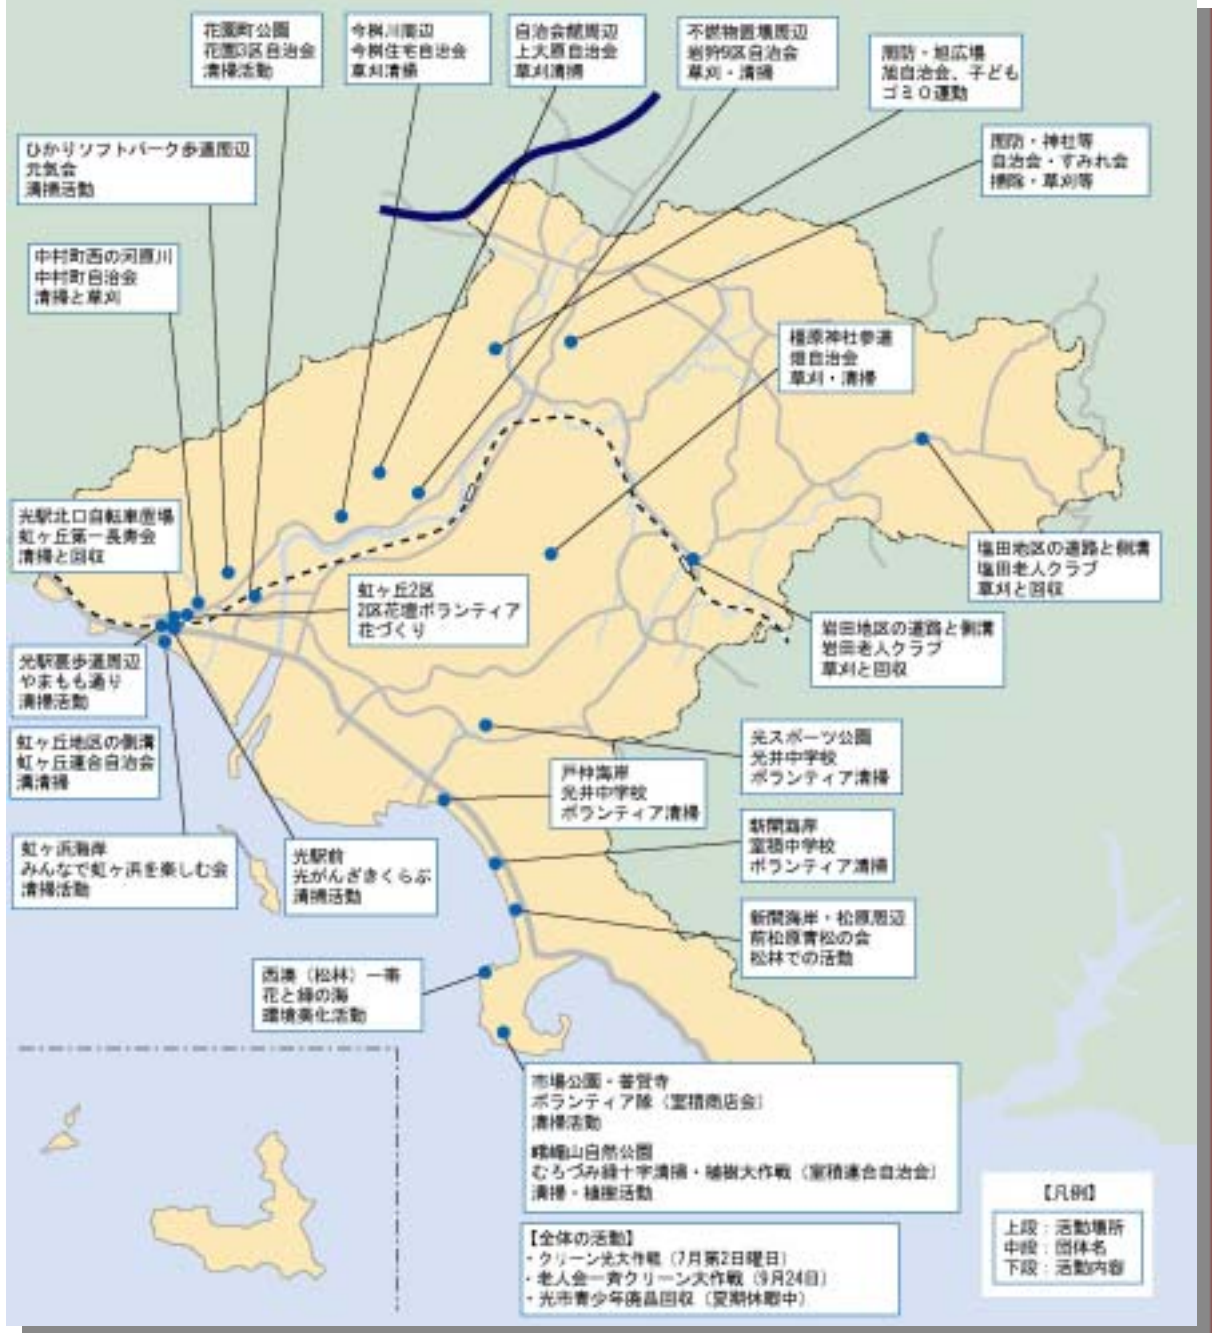 花園町公園
花園3区自治会
清掃活動
今桝川周辺
今桝住宅自治会
草刈清掃
自治会館周辺
上大原自治会
草刈清掃
不燃物置場周辺
岩狩9区自治会
草刈・清掃
周防・旭広場
旭自治会、子ども
ゴミ0運動
周防・神社等
自治会・すみれ会
掃除・草刈等
ひかりソフトパーク歩道周辺
元気会
清掃活動
中村町西の河原川
中村町自治会
清掃と草刈
橿原神社参道
畑自治会
草刈・清掃
光駅北口自転車置場
虹ヶ丘第一長寿会
清掃と回収
虹ヶ丘2区
2区花壇ボランティア
花づくり
塩田地区の道路と側溝
塩田老人クラブ
草刈と回収
岩田地区の道路と側溝
岩田老人クラブ
草刈と回収
光駅裏歩道周辺
やまもも通り
清掃活動
虹ヶ丘地区の側溝
虹ヶ丘連合自治会
溝清掃
光スポーツ公園
光井中学校
ボランティア清掃
戸仲海岸
光井中学校
ボランティア清掃
新開海岸
室積中学校
ボランティア清掃
虹ヶ浜海岸
みんなで虹ヶ浜を楽しむ会
清掃活動
光駅前
光がんぎきくらぶ
清掃活動
新開海岸・松原周辺
前松原青松の会
松林での活動
西湊（松林）一帯
花と緑の海
環境美化活動
市場公園・普賢寺
ボランティア隊（室積商店会）
清掃活動
峨嵋山自然公園
むろづみ緑十字清掃・植樹大作戦（室積連合自治会）
清掃・植樹活動
【全体の活動】
・クリーン光大作戦（7月第2日曜日）
・老人会一斉クリーン大作戦（9月24日）
・光市青少年廃品回収（夏期休暇中）
【凡例】
上段：活動場所
中段：団体名
下段：活動内容